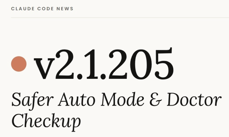 CLAUDE CODE NEWS
v2.1.205
Safer Auto Mode & Doctor
Checkup